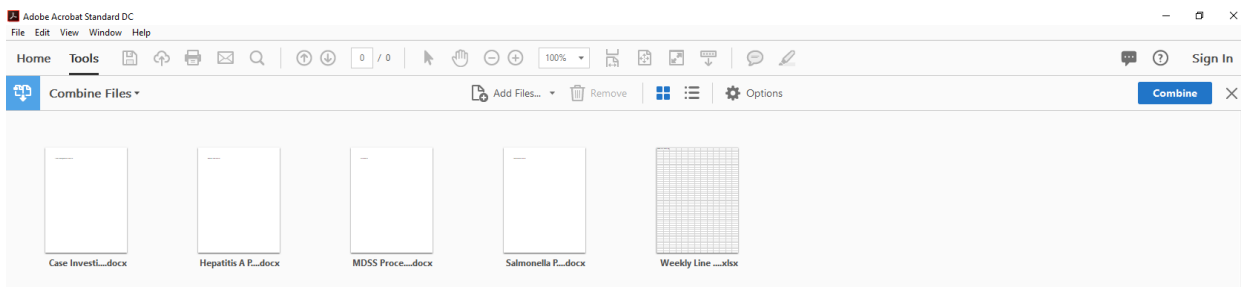 Adobe Acrobat Standard DC
File Edit View Window Help
Home Tools 0 / 0 100% Sign In
Combine Files Add Files... Remove Options Combine
Case Investi....docx Hepatitis A P....docx MDSS Proce....docx Salmonella P....docx Weekly Line ....xlsx